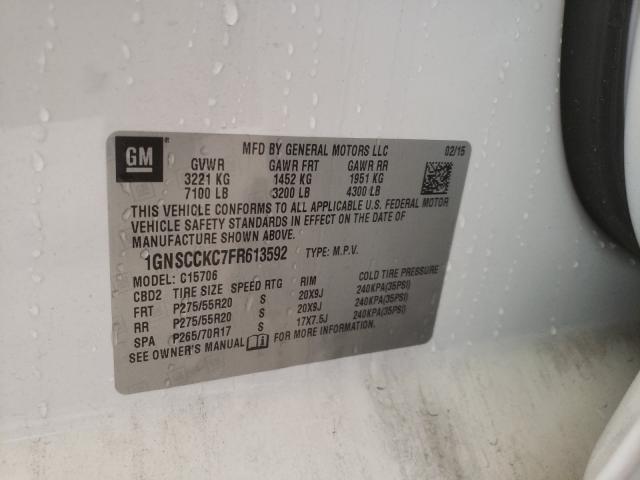 GM
MFD BY GENERAL MOTORS LLC 02/15
GVWR GAWR FRT GAWR RR
3221 KG 1452 KG 1951 KG
7100 LB 3200 LB 4300 LB
THIS VEHICLE CONFORMS TO ALL APPLICABLE U.S. FEDERAL MOTOR
VEHICLE SAFETY STANDARDS IN EFFECT ON THE DATE OF
MANUFACTURE SHOWN ABOVE.
1GNSCCKC7FR613592 TYPE: M.P.V.
MODEL: C15706
CBD2 TIRE SIZE SPEED RTG RIM COLD TIRE PRESSURE
FRT P275/55R20 S 20X9J 240KPA(35PSI)
RR P275/55R20 S 20X9J 240KPA(35PSI)
SPA P265/70R17 S 17X7.5J 240KPA(35PSI)
SEE OWNER'S MANUAL FOR MORE INFORMATION.